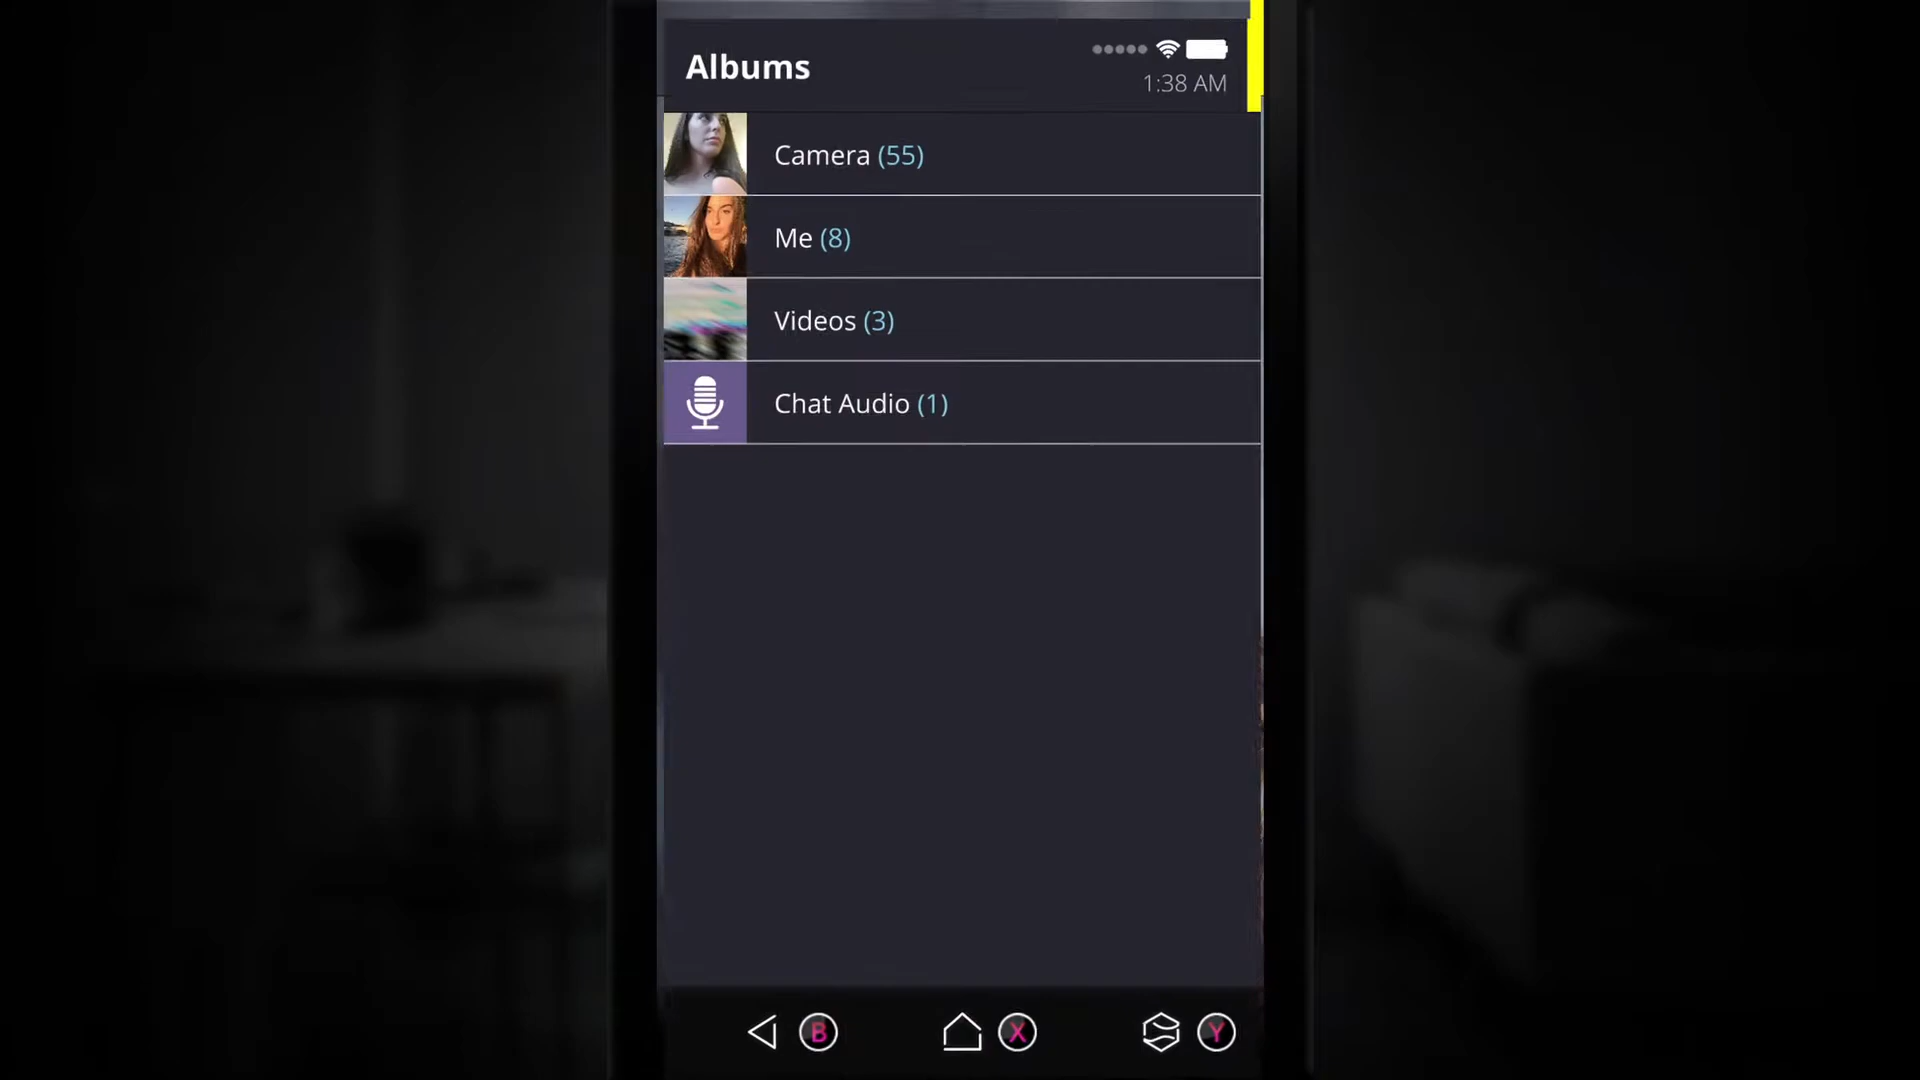 Albums
1:38 AM
Camera (55)
Me (8)
Videos (3)
Chat Audio (1)
B X Y